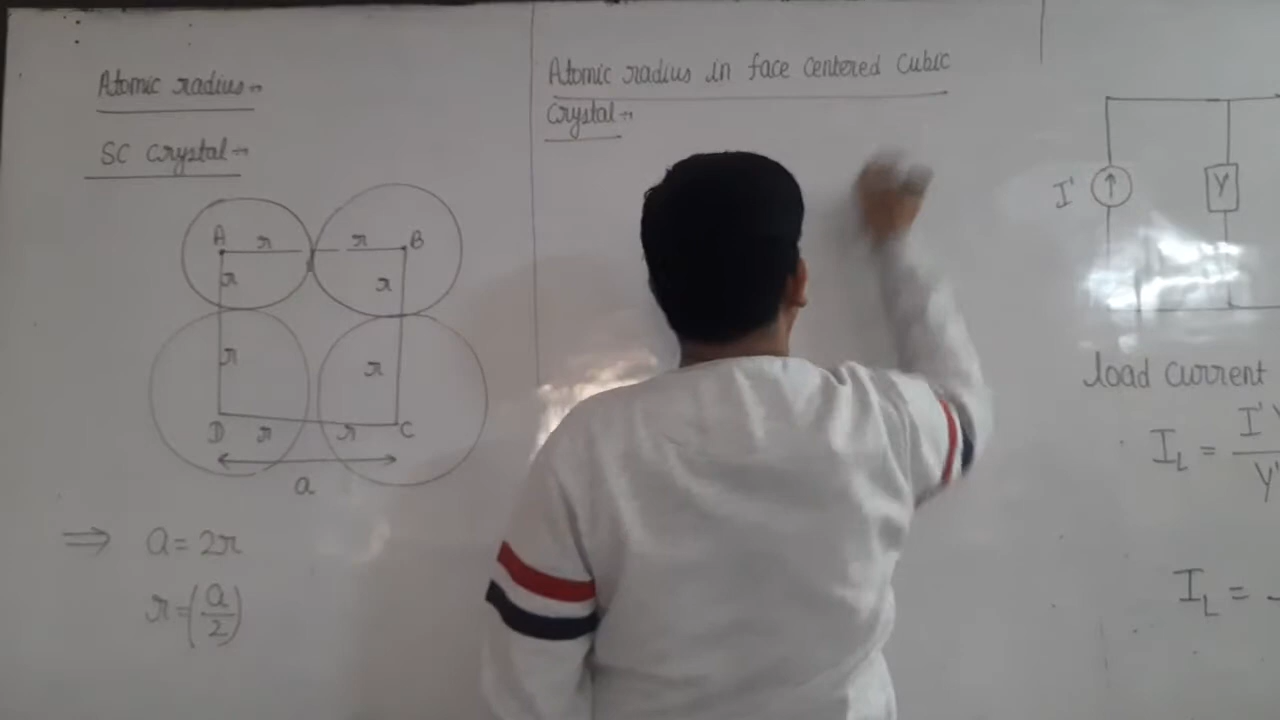 Atomic radius:-
SC Crystal:-
A r r B
r r
r r
D r r C
a
⇒ a = 2r
r = (a/2)
Atomic radius in face Centered Cubic
Crystal:-
I' ↑ Y
load current
I_L = I'Y
Y'
I_L =